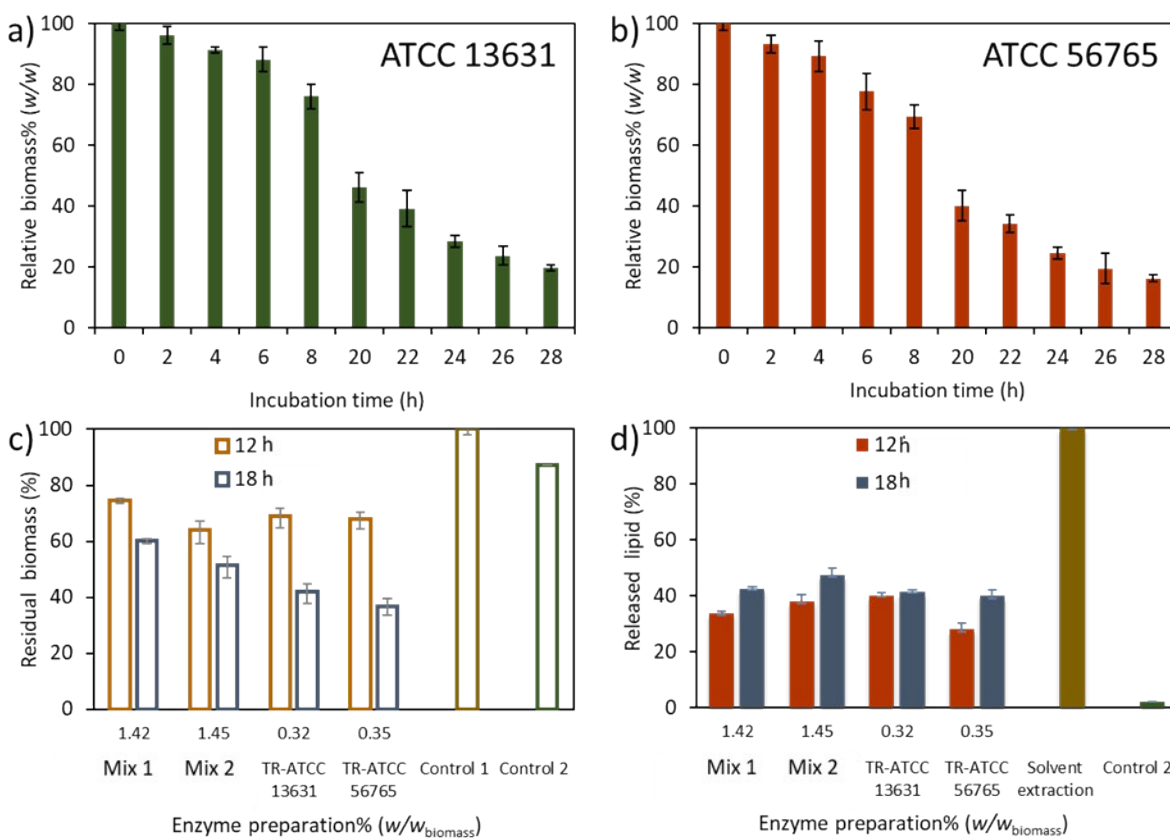 a)
ATCC 13631
Relative biomass% (w/w)
100
80
60
40
20
0
0 2 4 6 8 20 22 24 26 28
Incubation time (h)
b)
ATCC 56765
Relative biomass% (w/w)
100
80
60
40
20
0
0 2 4 6 8 20 22 24 26 28
Incubation time (h)
c)
12 h
18 h
Residual biomass (%)
100
80
60
40
20
0
1.42 1.45 0.32 0.35
Mix 1 Mix 2 TR-ATCC TR-ATCC Control 1 Control 2
13631 56765
Enzyme preparation% (w/w biomass)
d)
12 h
18 h
Released lipid (%)
100
80
60
40
20
0
1.42 1.45 0.32 0.35
Mix 1 Mix 2 TR-ATCC TR-ATCC Solvent Control 2
13631 56765 extraction
Enzyme preparation% (w/w biomass)